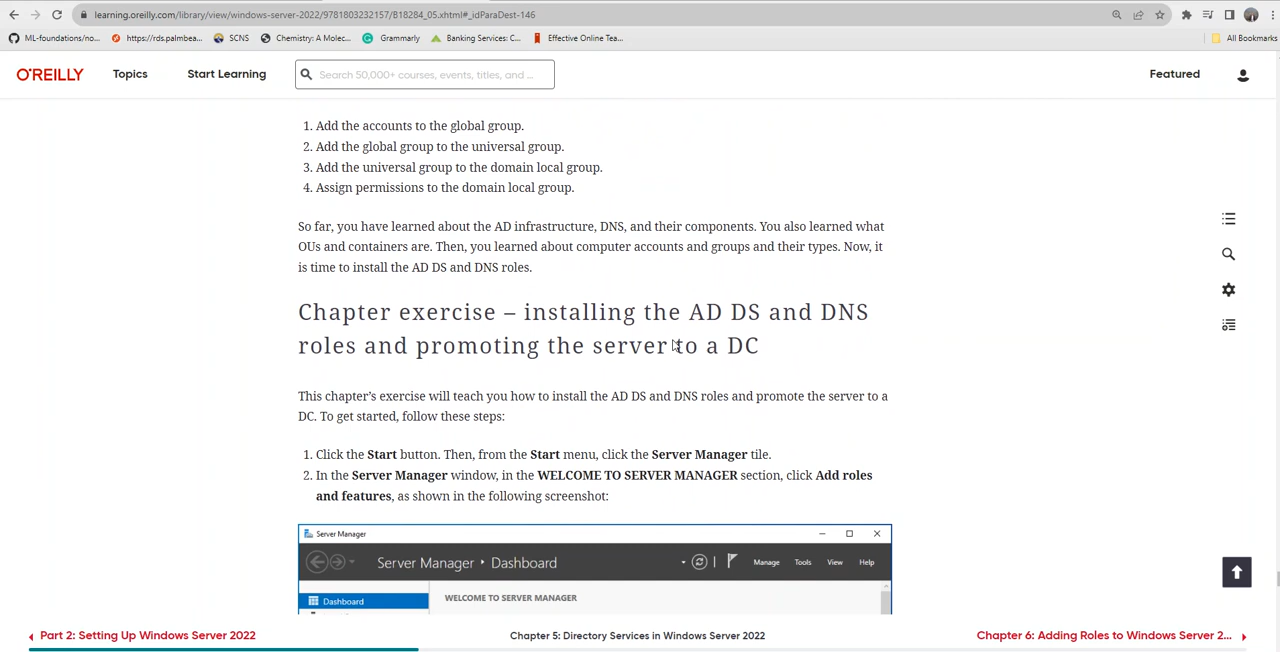 learning.oreilly.com/library/view/windows-server-2022/9781803232157/B18284_05.xhtml#_idParaDest-146
ML-foundations/no... https://rds.palmbea... SCNS Chemistry: A Molec... Grammarly Banking Services: C... Effective Online Tea... All Bookmarks
O'REILLY Topics Start Learning Search 50,000+ courses, events, titles, and ... Featured
1. Add the accounts to the global group.
2. Add the global group to the universal group.
3. Add the universal group to the domain local group.
4. Assign permissions to the domain local group.
So far, you have learned about the AD infrastructure, DNS, and their components. You also learned what
OUs and containers are. Then, you learned about computer accounts and groups and their types. Now, it
is time to install the AD DS and DNS roles.
Chapter exercise – installing the AD DS and DNS
roles and promoting the server to a DC
This chapter's exercise will teach you how to install the AD DS and DNS roles and promote the server to a
DC. To get started, follow these steps:
1. Click the Start button. Then, from the Start menu, click the Server Manager tile.
2. In the Server Manager window, in the WELCOME TO SERVER MANAGER section, click Add roles
and features, as shown in the following screenshot:
Server Manager
Server Manager Dashboard Manage Tools View Help
Dashboard WELCOME TO SERVER MANAGER
Part 2: Setting Up Windows Server 2022 Chapter 5: Directory Services in Windows Server 2022 Chapter 6: Adding Roles to Windows Server 2...